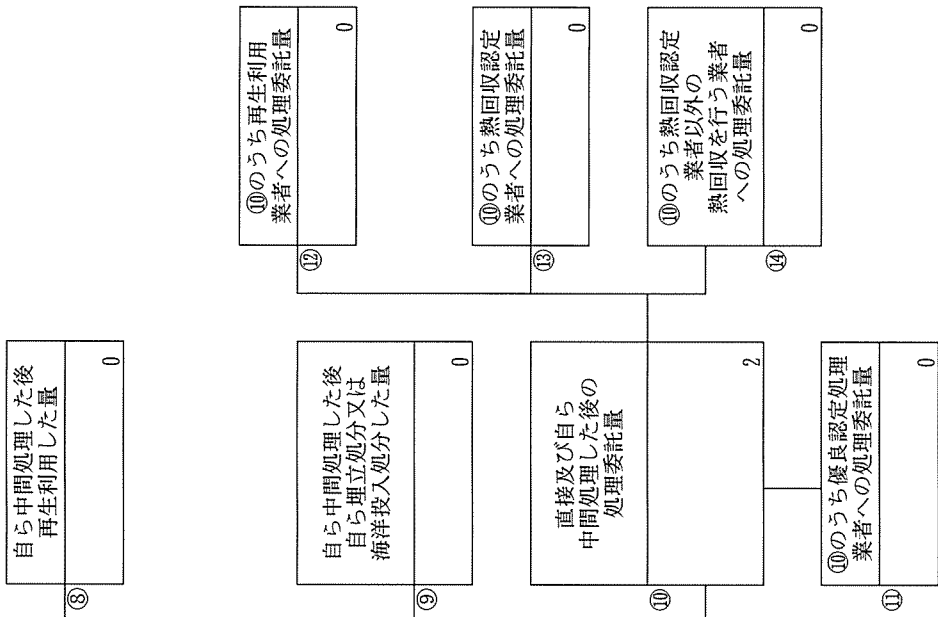 ⑧
自ら中間処理した後
再生利用した量
0
⑨
自ら中間処理した後
自ら埋立処分又は
海洋投入処分した量
0
⑩
直接及び自ら
中間処理した後の
処理委託量
2
⑪
⑩のうち優良認定処理
業者への処理委託量
0
⑫
⑩のうち再生利用
業者への処理委託量
0
⑬
⑩のうち熱回収認定
業者への処理委託量
0
⑭
⑩のうち熱回収認定
業者以外の
熱回収を行う業者
への処理委託量
0